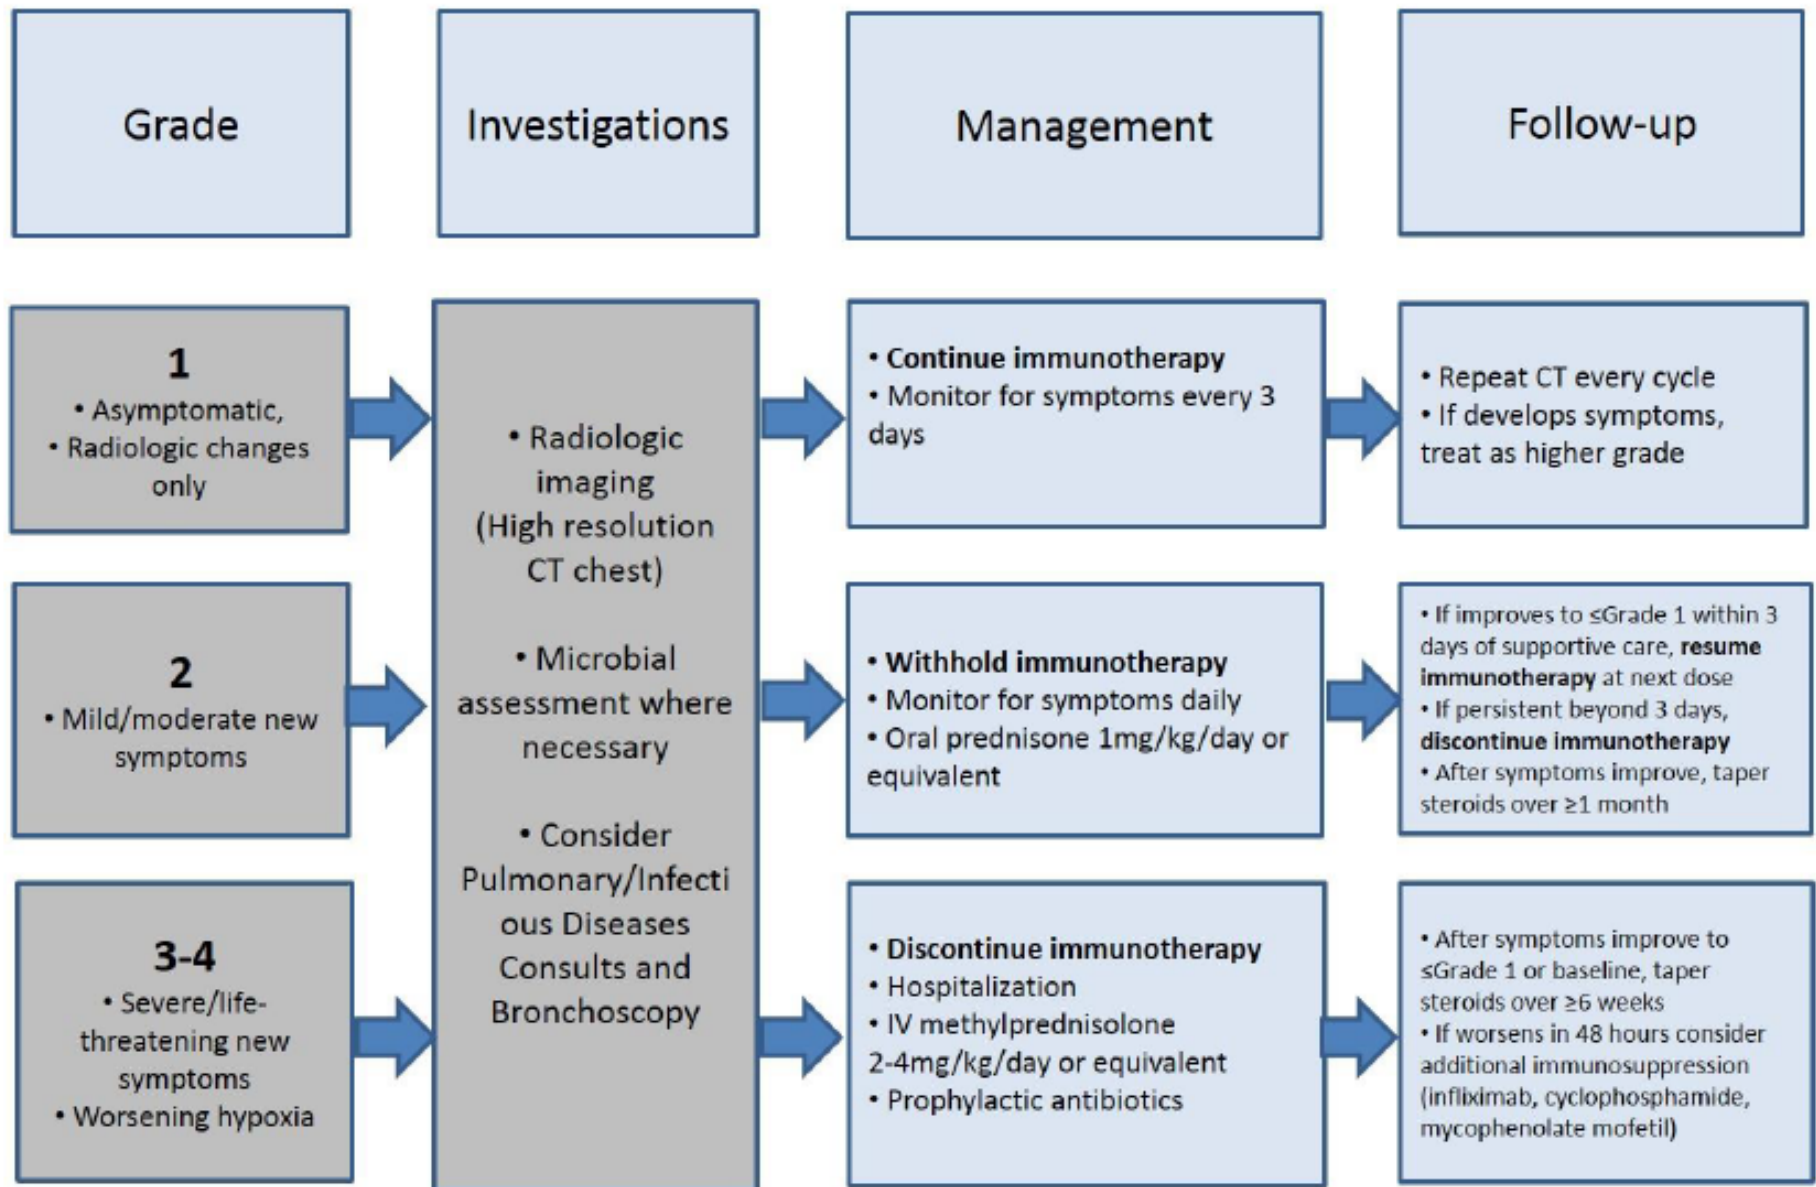 Grade
Investigations
Management
Follow-up
1
• Asymptomatic,
• Radiologic changes
only
• Radiologic
imaging
(High resolution
CT chest)
• Microbial
assessment where
necessary
• Consider
Pulmonary/Infecti
ous Diseases
Consults and
Bronchoscopy
• Continue immunotherapy
• Monitor for symptoms every 3
days
• Repeat CT every cycle
• If develops symptoms,
treat as higher grade
2
• Mild/moderate new
symptoms
• Withhold immunotherapy
• Monitor for symptoms daily
• Oral prednisone 1mg/kg/day or
equivalent
• If improves to ≤Grade 1 within 3
days of supportive care, resume
immunotherapy at next dose
• If persistent beyond 3 days,
discontinue immunotherapy
• After symptoms improve, taper
steroids over ≥1 month
3-4
• Severe/life-
threatening new
symptoms
• Worsening hypoxia
• Discontinue immunotherapy
• Hospitalization
• IV methylprednisolone
2-4mg/kg/day or equivalent
• Prophylactic antibiotics
• After symptoms improve to
≤Grade 1 or baseline, taper
steroids over ≥6 weeks
• If worsens in 48 hours consider
additional immunosuppression
(infliximab, cyclophosphamide,
mycophenolate mofetil)